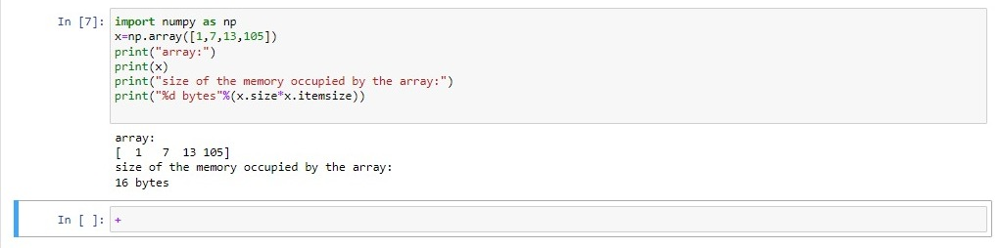 In [7]: import numpy as np
x=np.array([1,7,13,105])
print("array:")
print(x)
print("size of the memory occupied by the array:")
print("%d bytes"%(x.size*x.itemsize))
array:
[  1   7  13 105]
size of the memory occupied by the array:
16 bytes
In [ ]: +